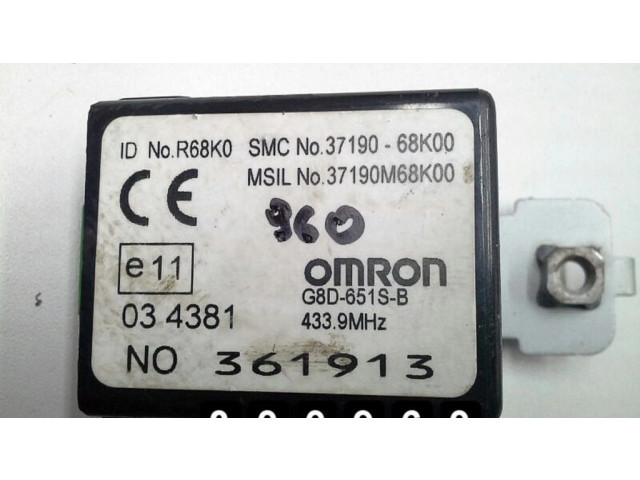 ID No.R68K0 SMC No.37190 - 68K00
MSIL No.37190M68K00
CE
960
e11
omRon
G8D-651S-B
03 4381
433.9MHz
NO 361913